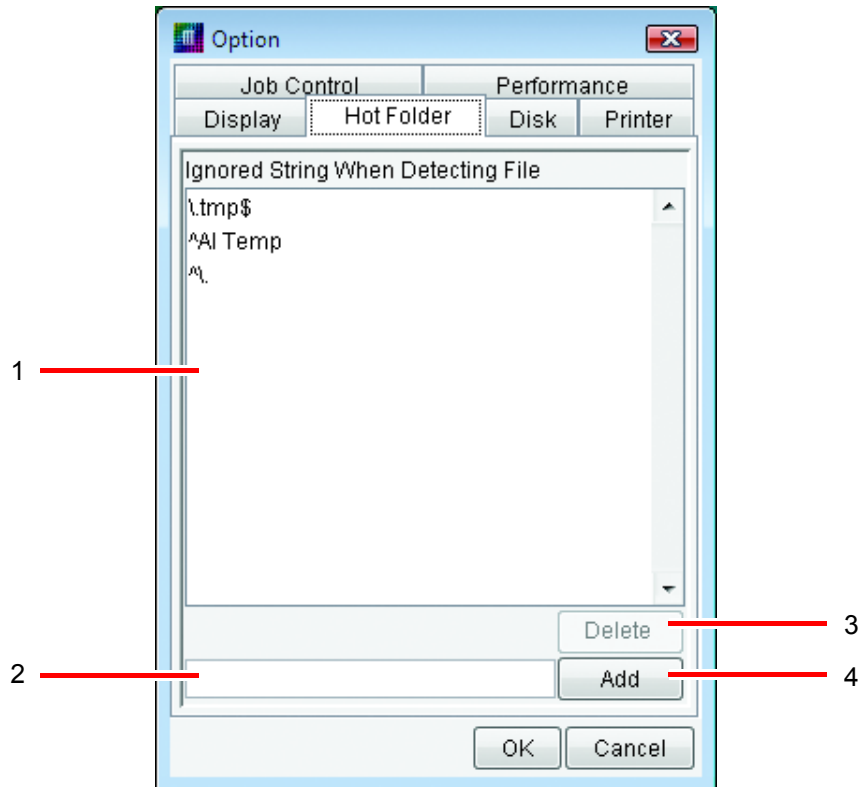 Option
Job Control Performance
Display Hot Folder Disk Printer
Ignored String When Detecting File
\.tmp$
^AI Temp
^\.
1
Delete 3
2
Add 4
OK Cancel